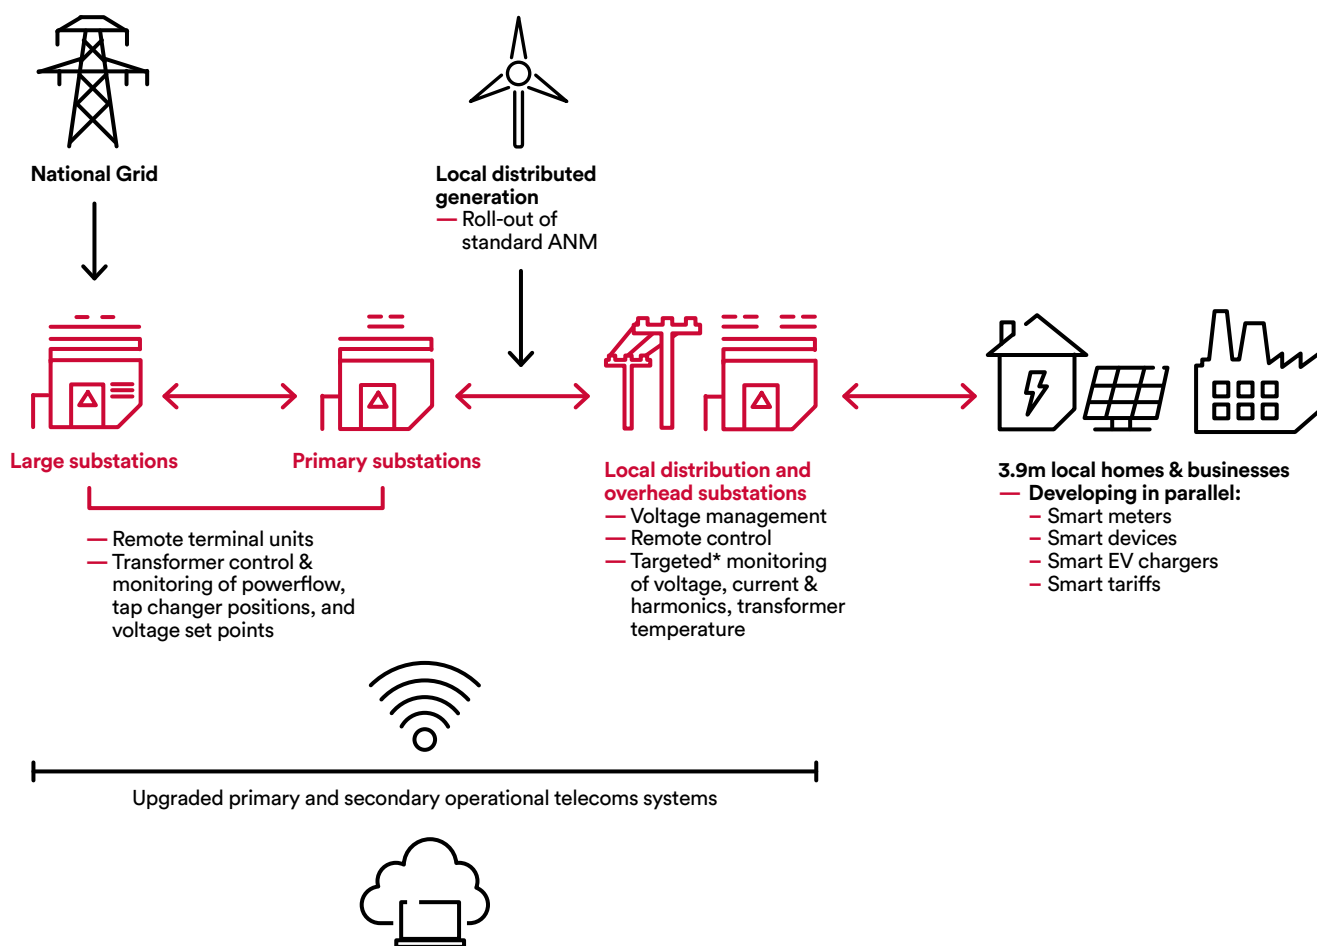 National Grid
Local distributed
generation
— Roll-out of
standard ANM
Large substations
Primary substations
— Remote terminal units
— Transformer control &
monitoring of powerflow,
tap changer positions, and
voltage set points
Local distribution and
overhead substations
— Voltage management
— Remote control
— Targeted* monitoring
of voltage, current &
harmonics, transformer
temperature
3.9m local homes & businesses
— Developing in parallel:
– Smart meters
– Smart devices
– Smart EV chargers
– Smart tariffs
Upgraded primary and secondary operational telecoms systems